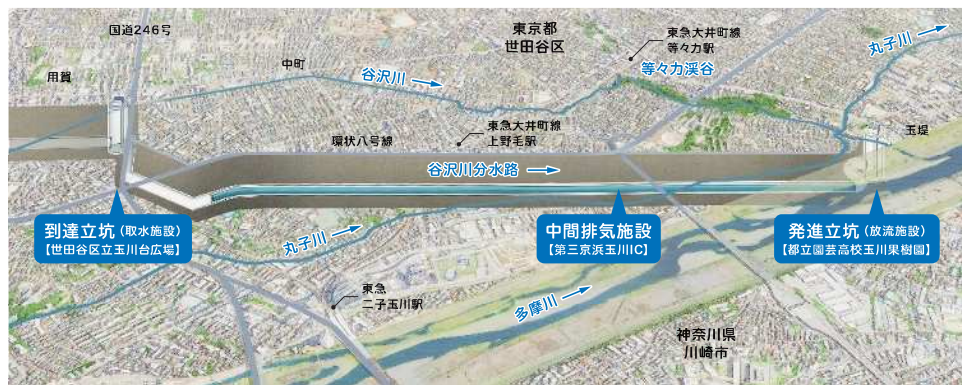 国道246号
東京都
世田谷区
東急大井町線
等々力駅
丸子川
用賀
中町
谷沢川
等々力渓谷
環状八号線
東急大井町線
上野毛駅
玉堤
谷沢川分水路
到達立坑（取水施設）
【世田谷区立玉川台広場】
丸子川
中間排気施設
【第三京浜玉川IC】
発進立坑（放流施設）
【都立園芸高校玉川果樹園】
東急
二子玉川駅
多摩川
神奈川県
川崎市